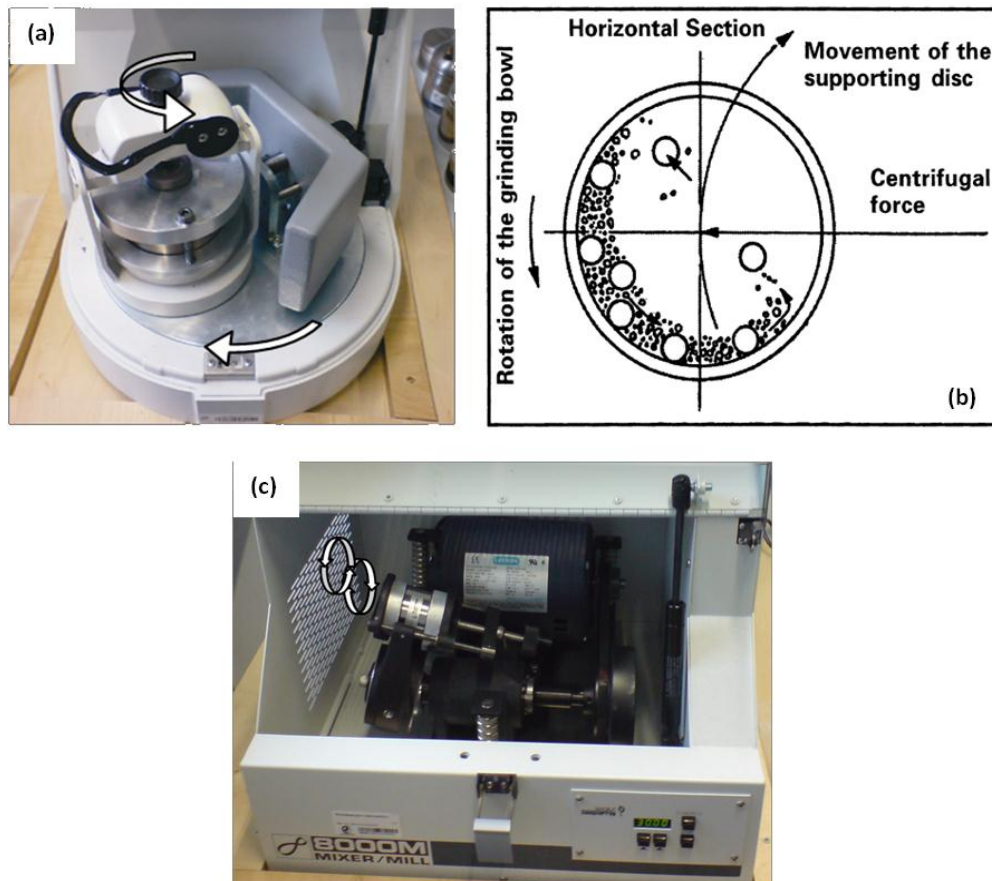 (a)
Horizontal Section
Movement of the
supporting disc
Centrifugal
force
Rotation of the grinding bowl
(b)
(c)
8000M
MIXER/MILL